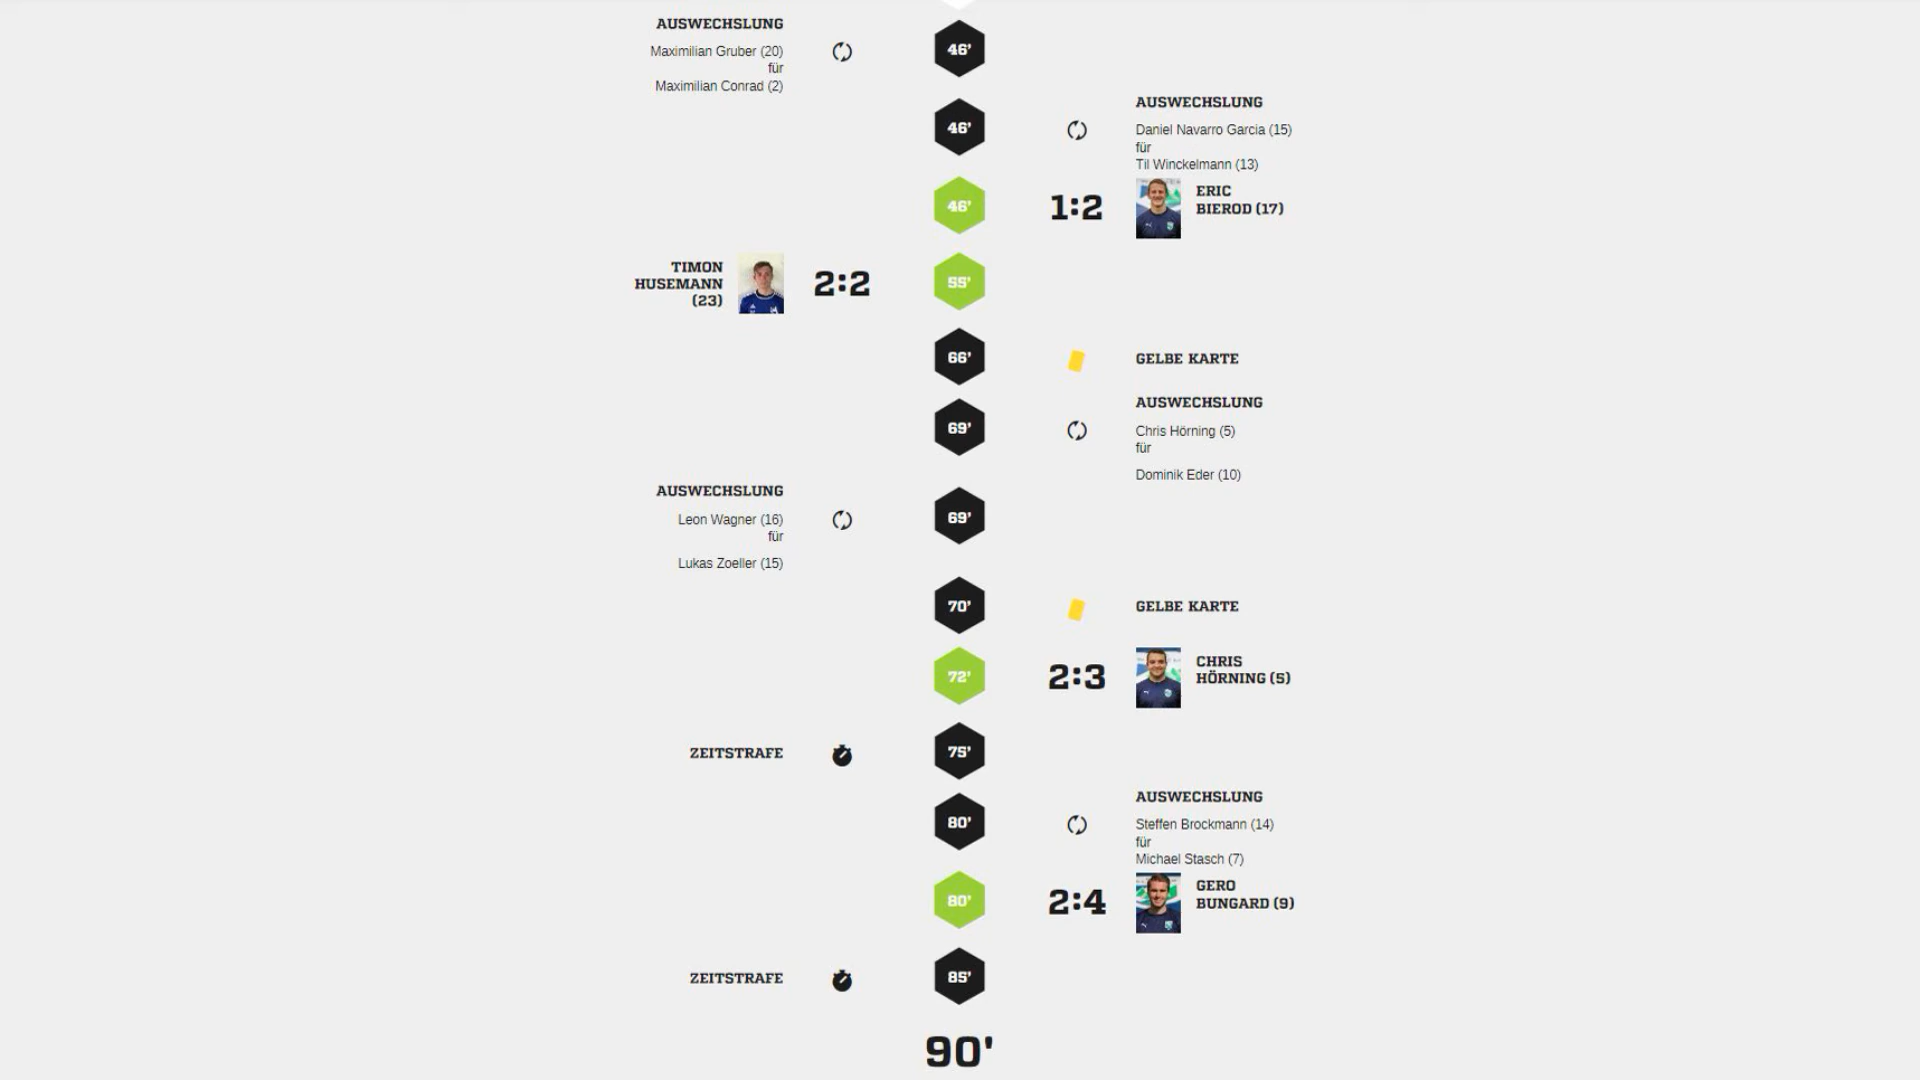 AUSWECHSLUNG
Maximilian Gruber (20)
für
Maximilian Conrad (2)
46’
46’
AUSWECHSLUNG
Daniel Navarro Garcia (15)
für
Til Winckelmann (13)
46’
1:2
ERIC
BIEROD (17)
TIMON
HUSEMANN
(23)
2:2
55’
66’
GELBE KARTE
69’
AUSWECHSLUNG
Chris Hörning (5)
für
Dominik Eder (10)
AUSWECHSLUNG
Leon Wagner (16)
für
Lukas Zoeller (15)
69’
70’
GELBE KARTE
72’
2:3
CHRIS
HÖRNING (5)
ZEITSTRAFE
75’
80’
AUSWECHSLUNG
Steffen Brockmann (14)
für
Michael Stasch (7)
80’
2:4
GERO
BUNGARD (9)
ZEITSTRAFE
85’
90'